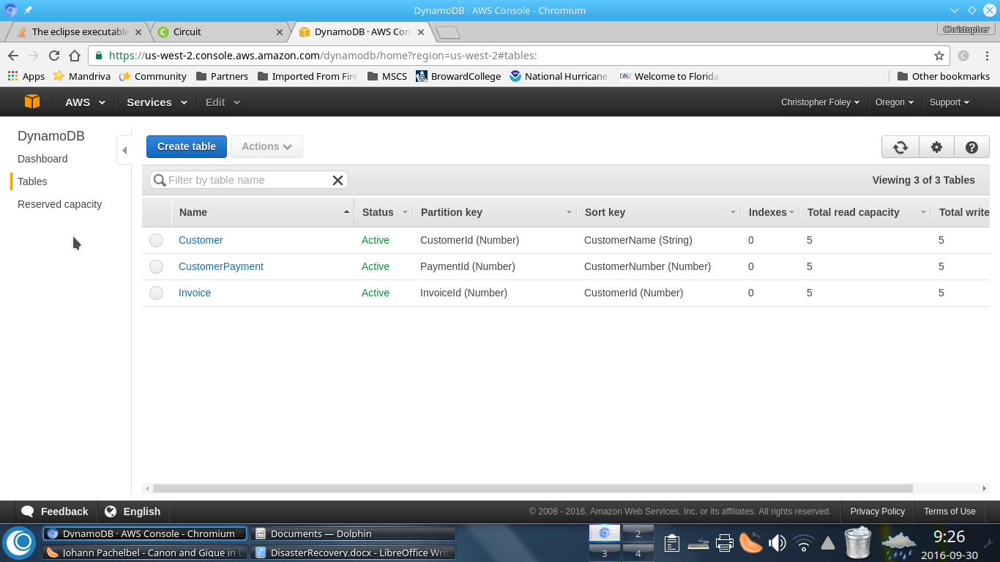 DynamoDB · AWS Console - Chromium
The eclipse executable
Circuit
DynamoDB · AWS Con
Christopher
https://us-west-2.console.aws.amazon.com/dynamodb/home?region=us-west-2#tables:
Apps Mandriva Community Partners Imported From Fire MSCS BrowardCollege National Hurricane FAU Welcome to Florida Other bookmarks
AWS Services Edit Christopher Foley Oregon Support
DynamoDB
Dashboard
Tables
Reserved capacity
Create table Actions
Filter by table name Viewing 3 of 3 Tables
Name Status Partition key Sort key Indexes Total read capacity Total write
Customer Active CustomerId (Number) CustomerName (String) 0 5 5
CustomerPayment Active PaymentId (Number) CustomerNumber (Number) 0 5 5
Invoice Active InvoiceId (Number) CustomerId (Number) 0 5 5
Feedback English © 2008 - 2016, Amazon Web Services, Inc. or its affiliates. All rights reserved. Privacy Policy Terms of Use
DynamoDB · AWS Console - Chromium Documents — Dolphin 2 9:26
Johann Pachelbel - Canon and Gigue in D DisasterRecovery.docx - LibreOffice Writ 3 4 2016-09-30